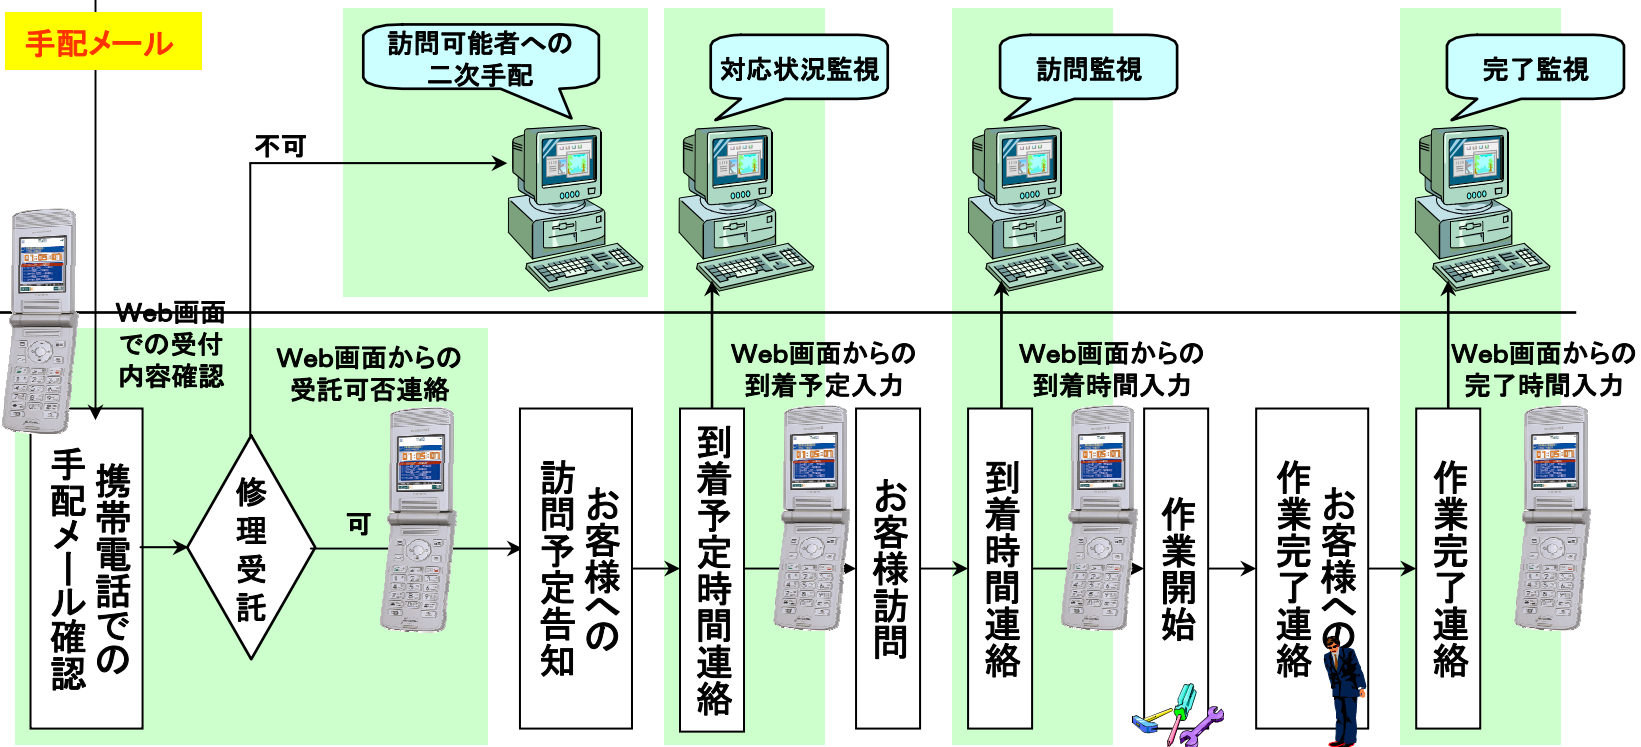 手配メール
訪問可能者への
二次手配
対応状況監視
訪問監視
完了監視
不可
Web画面
での受付
内容確認
Web画面からの
受託可否連絡
Web画面からの
到着予定入力
Web画面からの
到着時間入力
Web画面からの
完了時間入力
携帯電話での
手配メール確認
修理受託
可
お客様への
訪問予定告知
到着予定時間連絡
お客様訪問
到着時間連絡
作業開始
お客様への
作業完了連絡
作業完了連絡